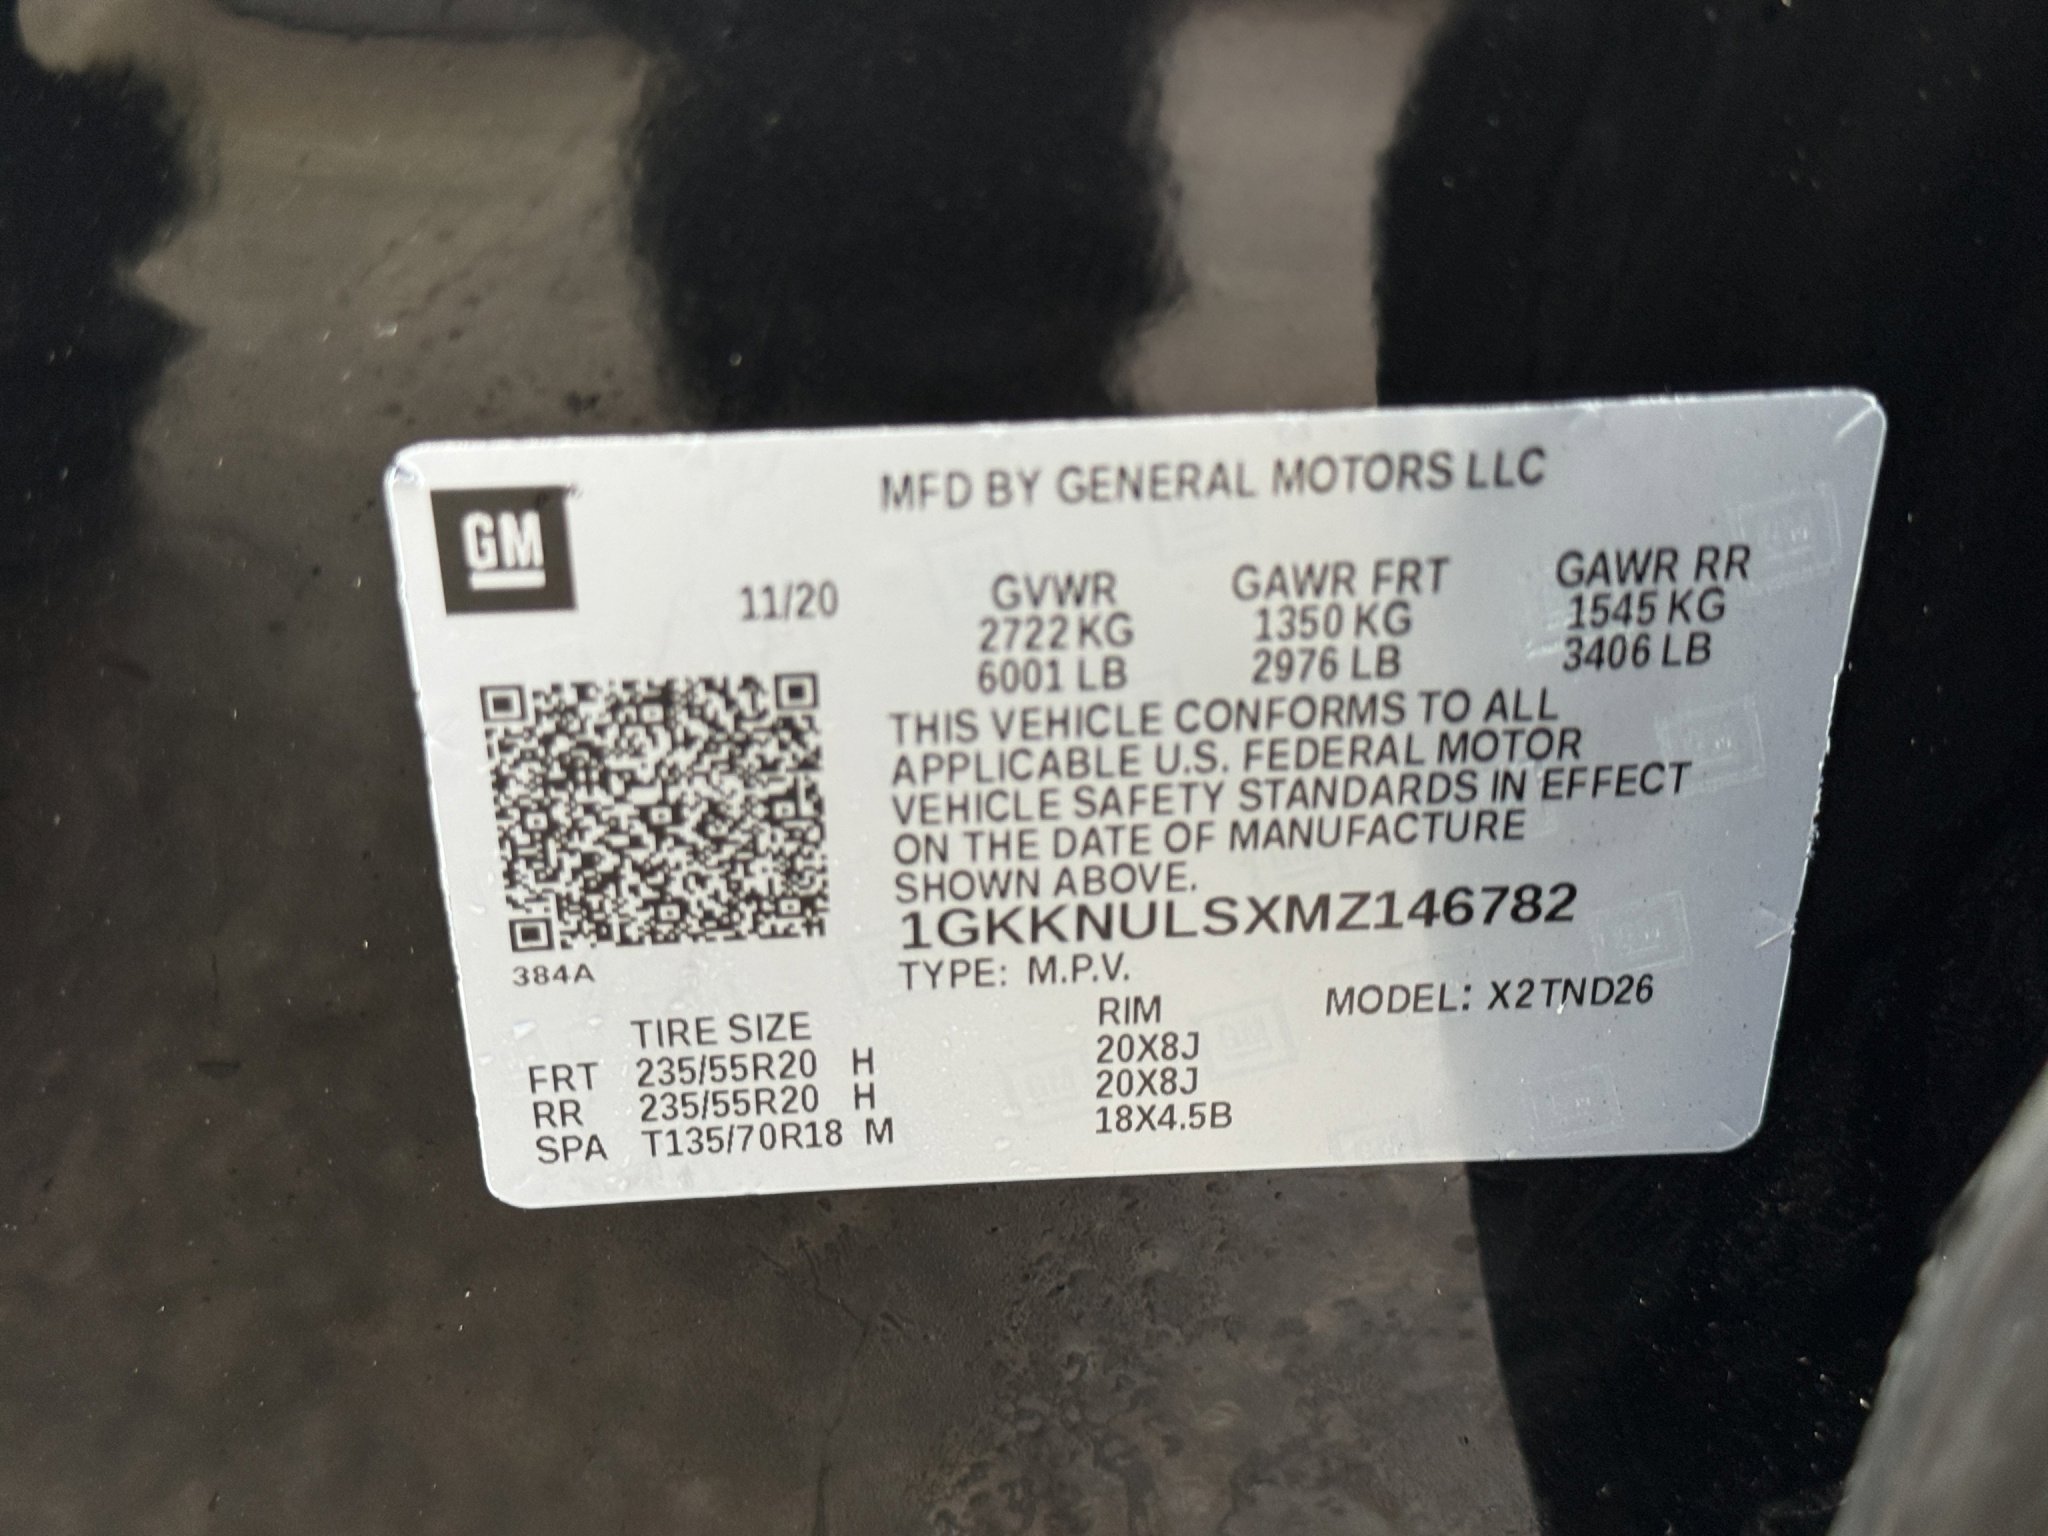 GM
MFD BY GENERAL MOTORS LLC
11/20
GVWR GAWR FRT GAWR RR
2722 KG 1350 KG 1545 KG
6001 LB 2976 LB 3406 LB
THIS VEHICLE CONFORMS TO ALL
APPLICABLE U.S. FEDERAL MOTOR
VEHICLE SAFETY STANDARDS IN EFFECT
ON THE DATE OF MANUFACTURE
SHOWN ABOVE.
1GKKNULSXMZ146782
384A
TYPE: M.P.V.
MODEL: X2TND26
TIRE SIZE RIM
FRT 235/55R20 H 20X8J
RR 235/55R20 H 20X8J
SPA T135/70R18 M 18X4.5B